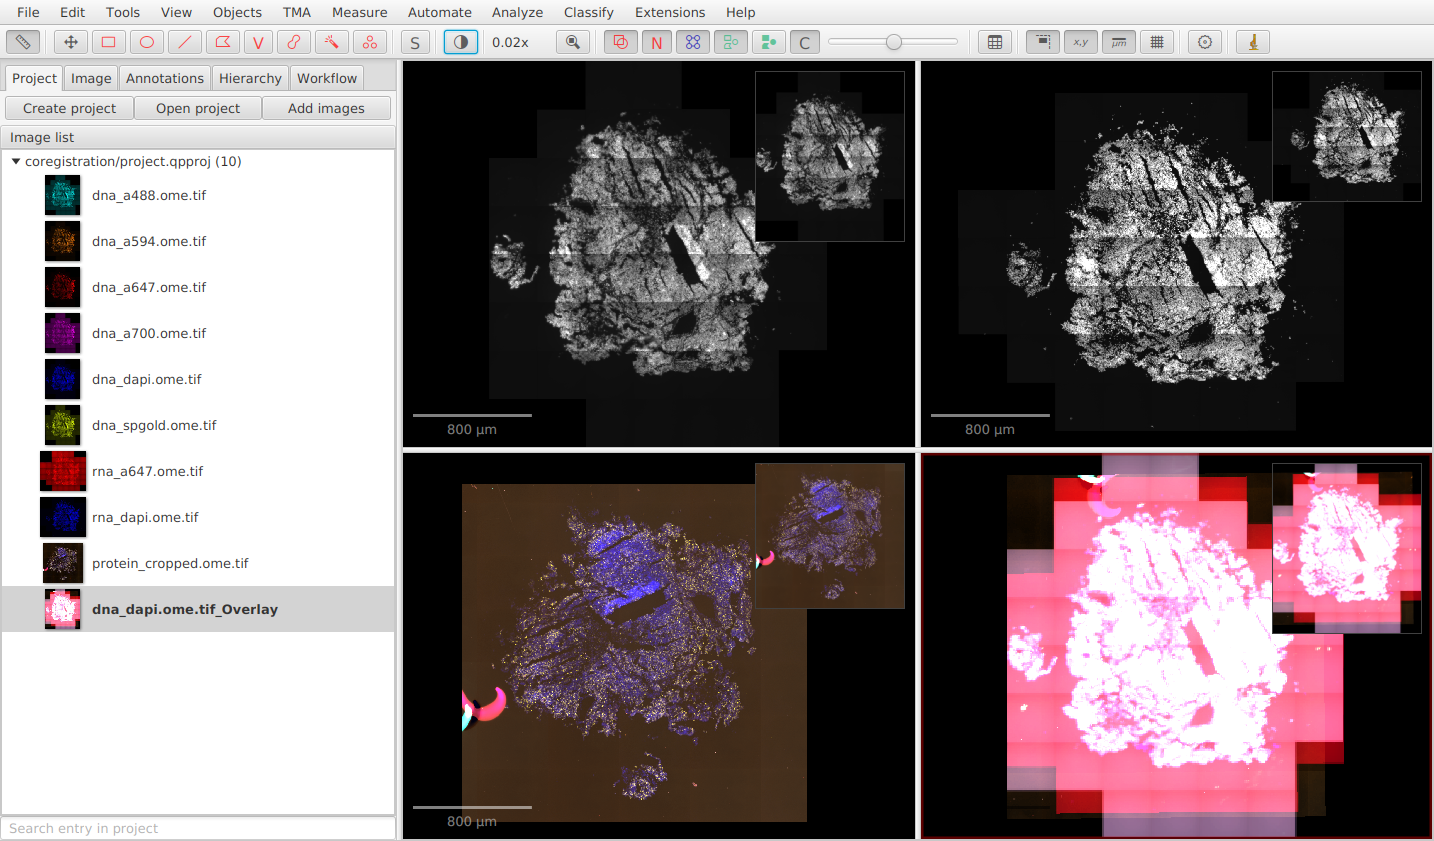 File Edit Tools View Objects TMA Measure Automate Analyze Classify Extensions Help
V S 0.02x N C x,y μm
Project Image Annotations Hierarchy Workflow
Create project Open project Add images
Image list
coregistration/project.qpproj (10)
dna_a488.ome.tif
dna_a594.ome.tif
dna_a647.ome.tif
dna_a700.ome.tif
dna_dapi.ome.tif
dna_spgold.ome.tif
rna_a647.ome.tif
rna_dapi.ome.tif
protein_cropped.ome.tif
dna_dapi.ome.tif_Overlay
Search entry in project
800 μm
800 μm
800 μm